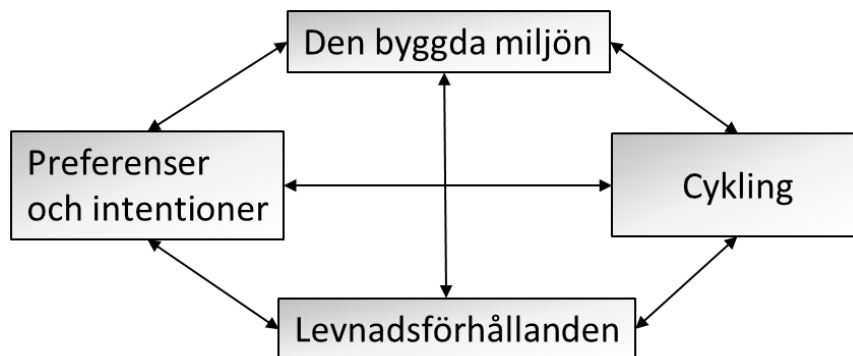 Den byggda miljön
Preferenser
och intentioner
Cykling
Levnadsförhållanden